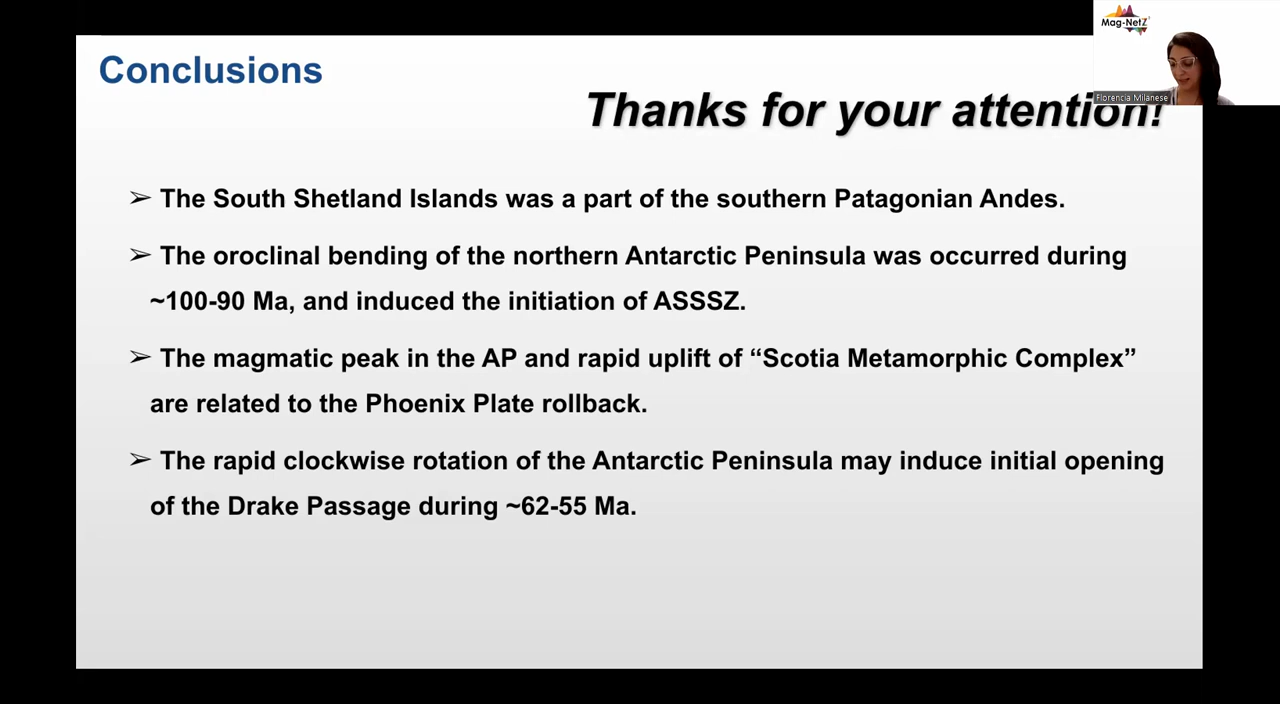 Conclusions
Mag-NetZ
Florencia Milanese
Thanks for your attention!
➢ The South Shetland Islands was a part of the southern Patagonian Andes.
➢ The oroclinal bending of the northern Antarctic Peninsula was occurred during
~100-90 Ma, and induced the initiation of ASSSZ.
➢ The magmatic peak in the AP and rapid uplift of “Scotia Metamorphic Complex”
are related to the Phoenix Plate rollback.
➢ The rapid clockwise rotation of the Antarctic Peninsula may induce initial opening
of the Drake Passage during ~62-55 Ma.